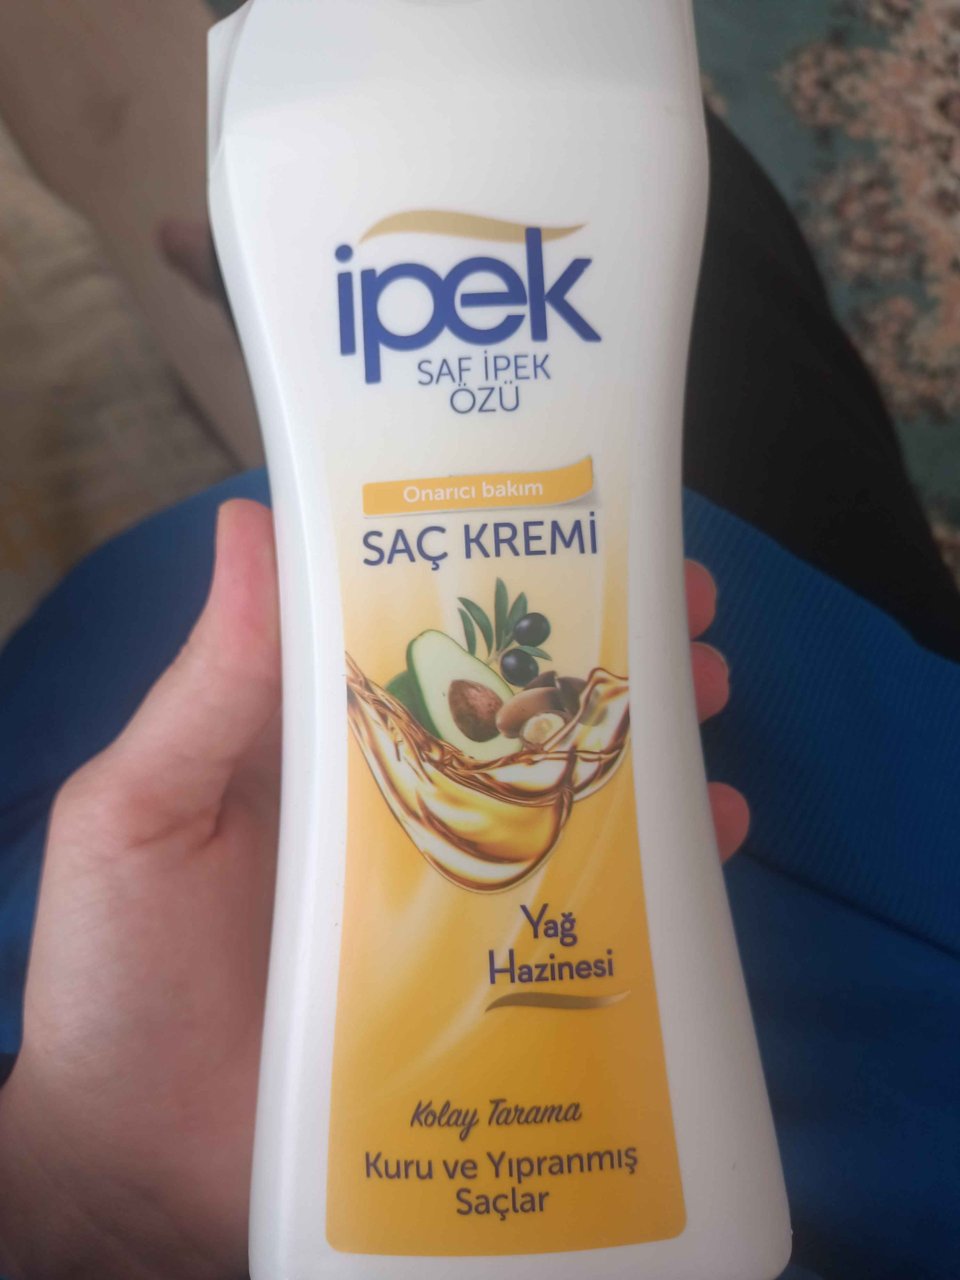 ipek
SAF İPEK
ÖZÜ
Onarıcı bakım
SAÇ KREMİ
Yağ
Hazinesi
Kolay Tarama
Kuru ve Yıpranmış
Saçlar